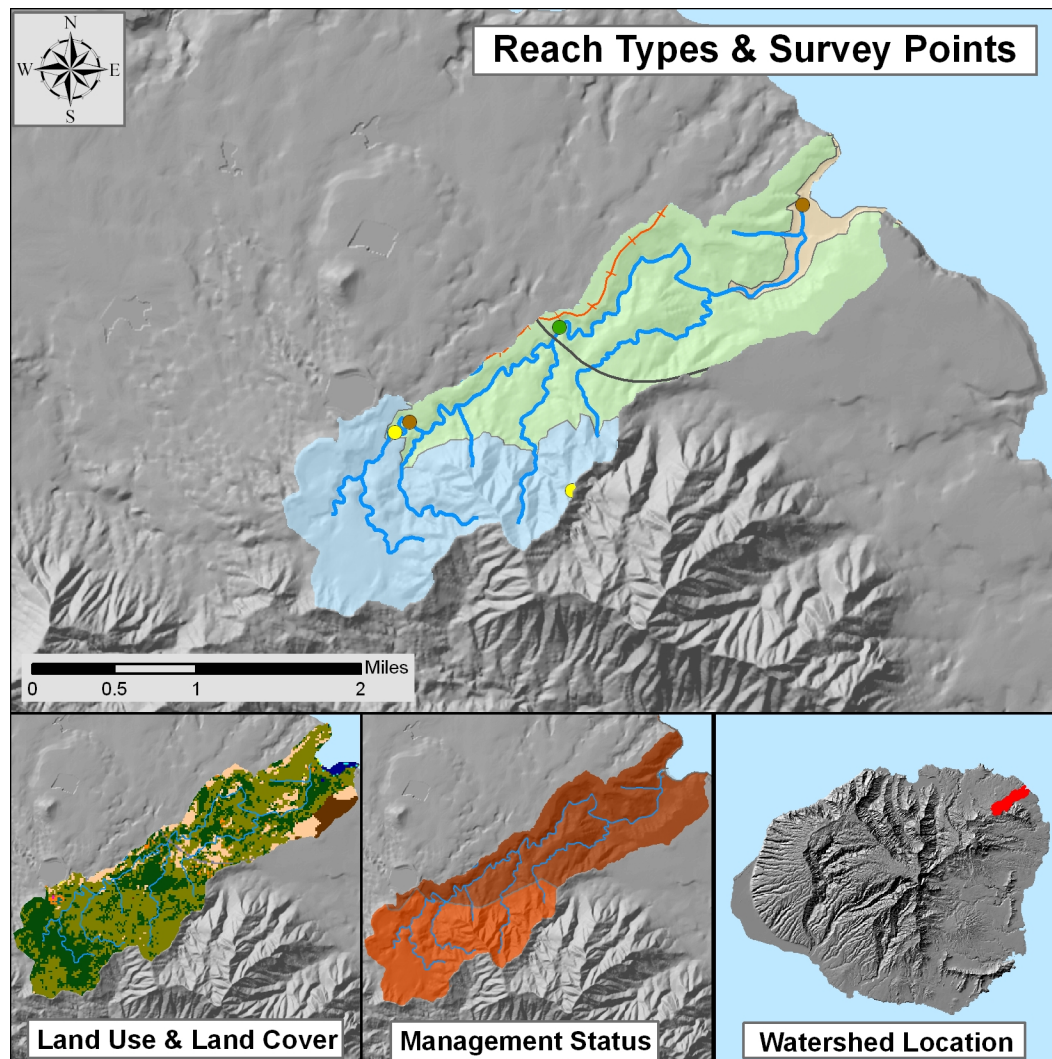 N
Reach Types & Survey Points
W E
S
Miles
0 0.5 1 2
Land Use & Land Cover
Management Status
Watershed Location